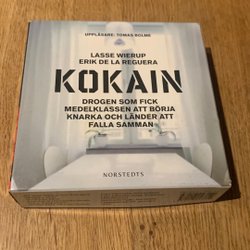 UPPLÄSARE: TOMAS BOLME
LASSE WIERUP
ERIK DE LA REGUERA
KOKAIN
DROGEN SOM FICK
MEDELKLASSEN ATT BÖRJA
KNARKA OCH LÄNDER ATT
FALLA SAMMAN
NORSTEDTS